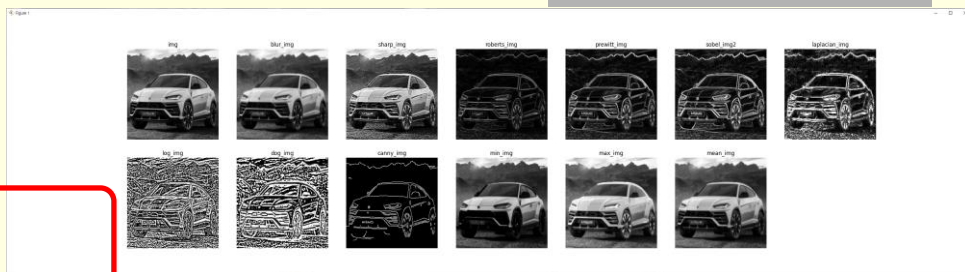 Figure 1
img blur_img sharp_img roberts_img prewitt_img sobel_img2 laplacian_img
log_img dog_img canny_img min_img max_img mean_img